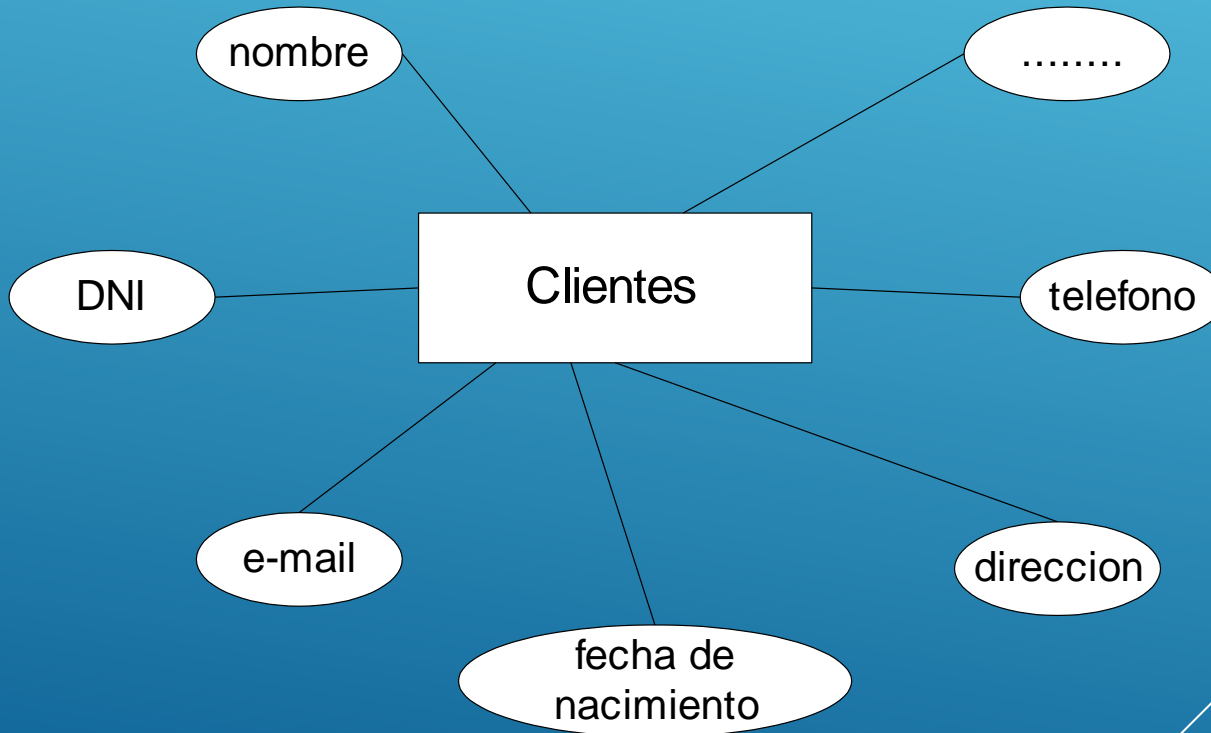 nombre
........
Clientes
DNI
telefono
e-mail
direccion
fecha de
nacimiento